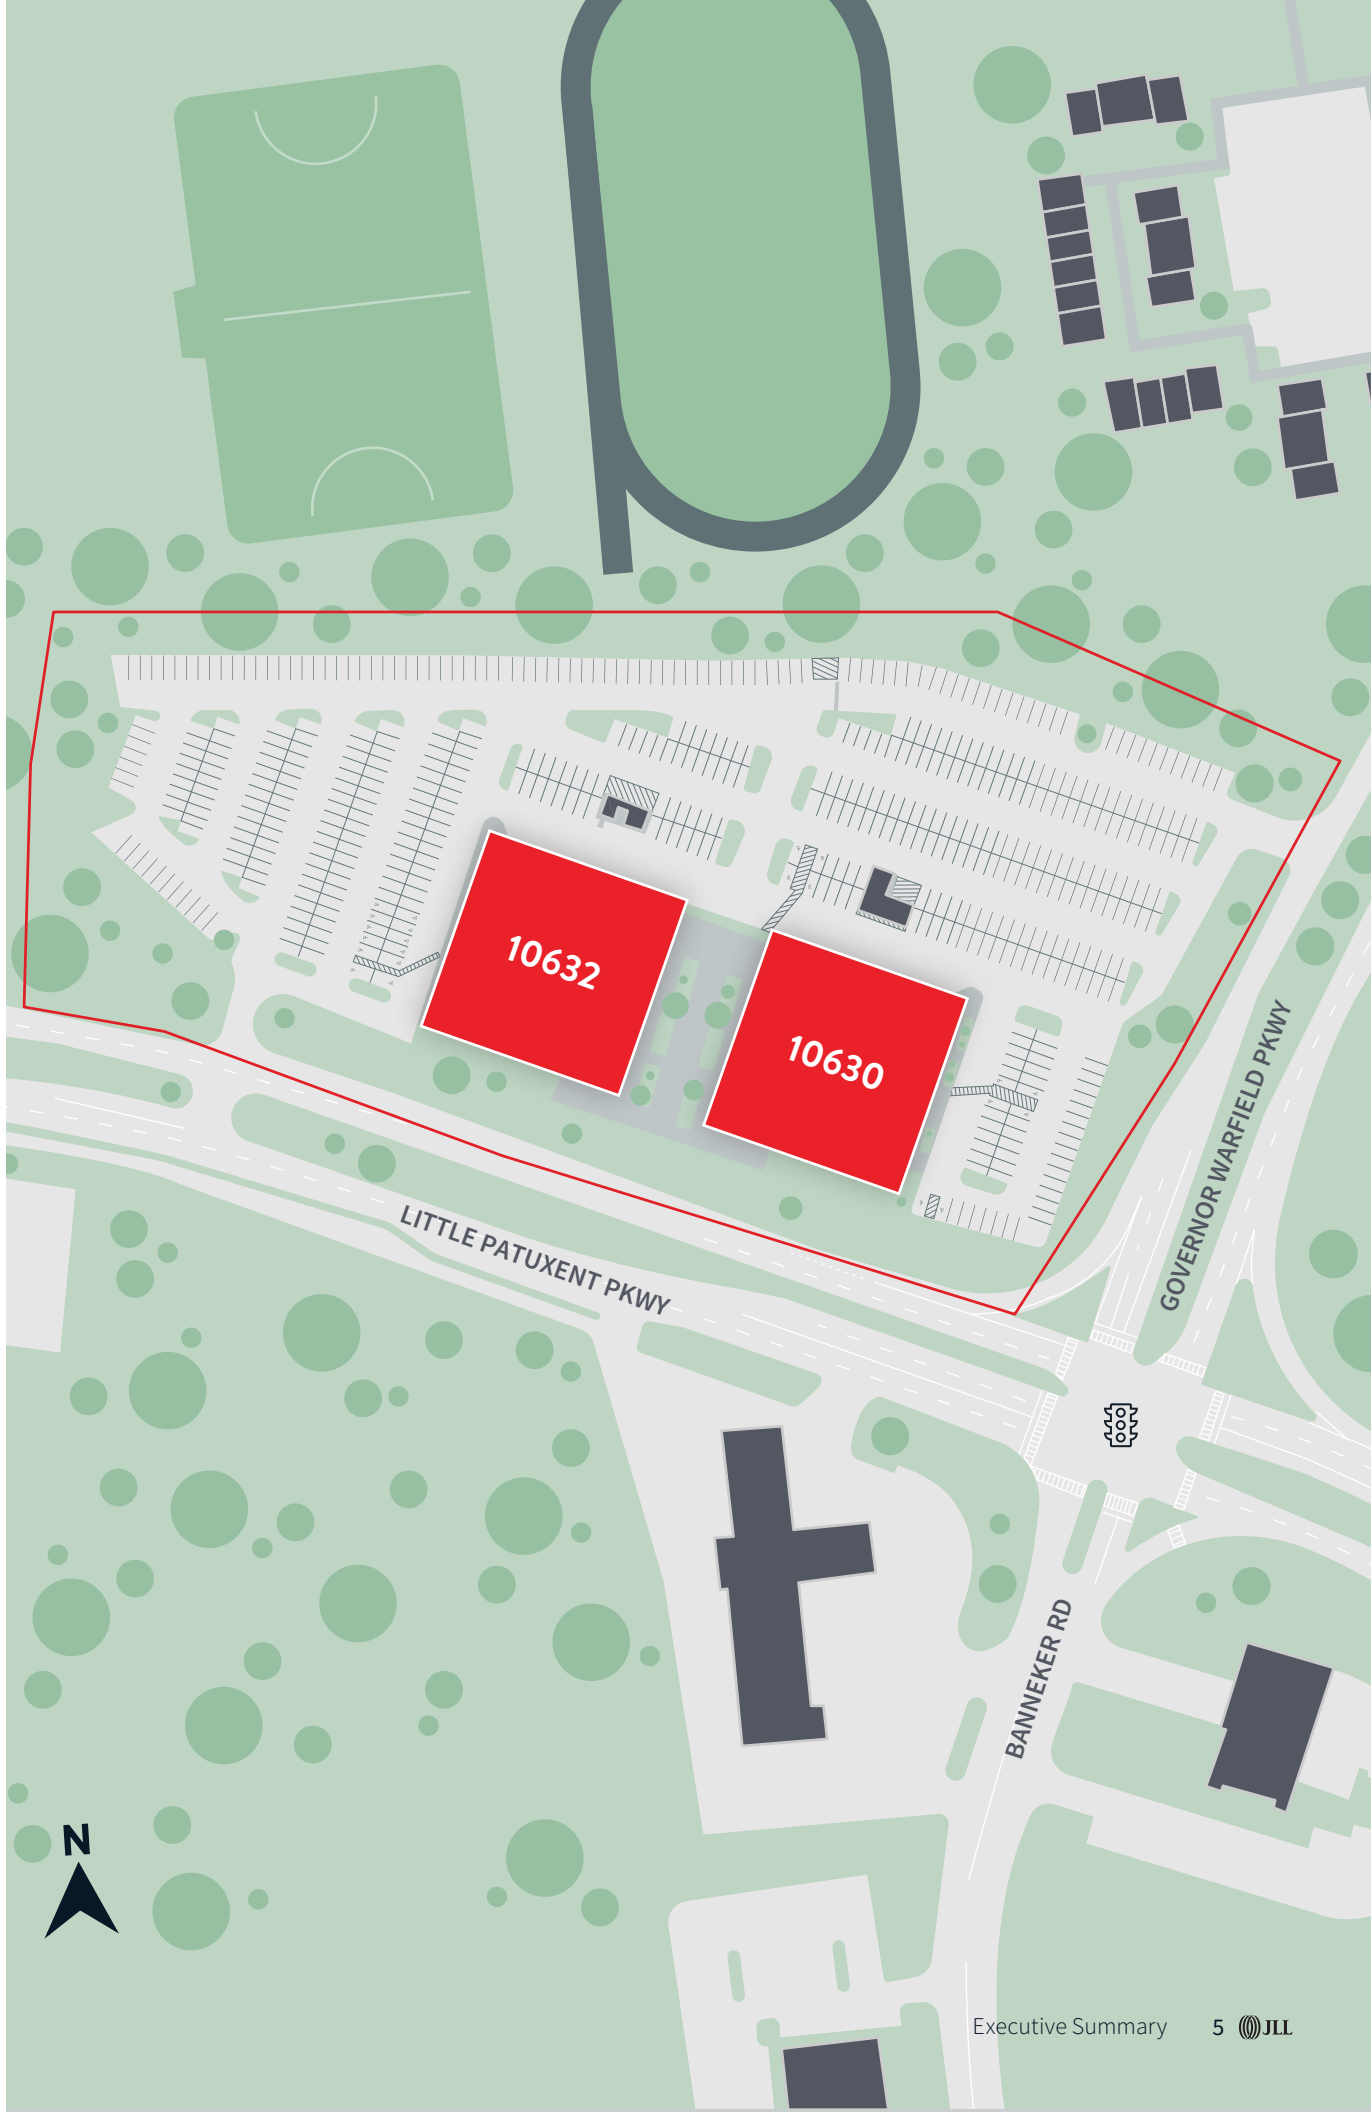 10632
10630
GOVERNOR WARFIELD PKWY
LITTLE PATUXENT PKWY
BANNEKER RD
N
Executive Summary 5 JLL